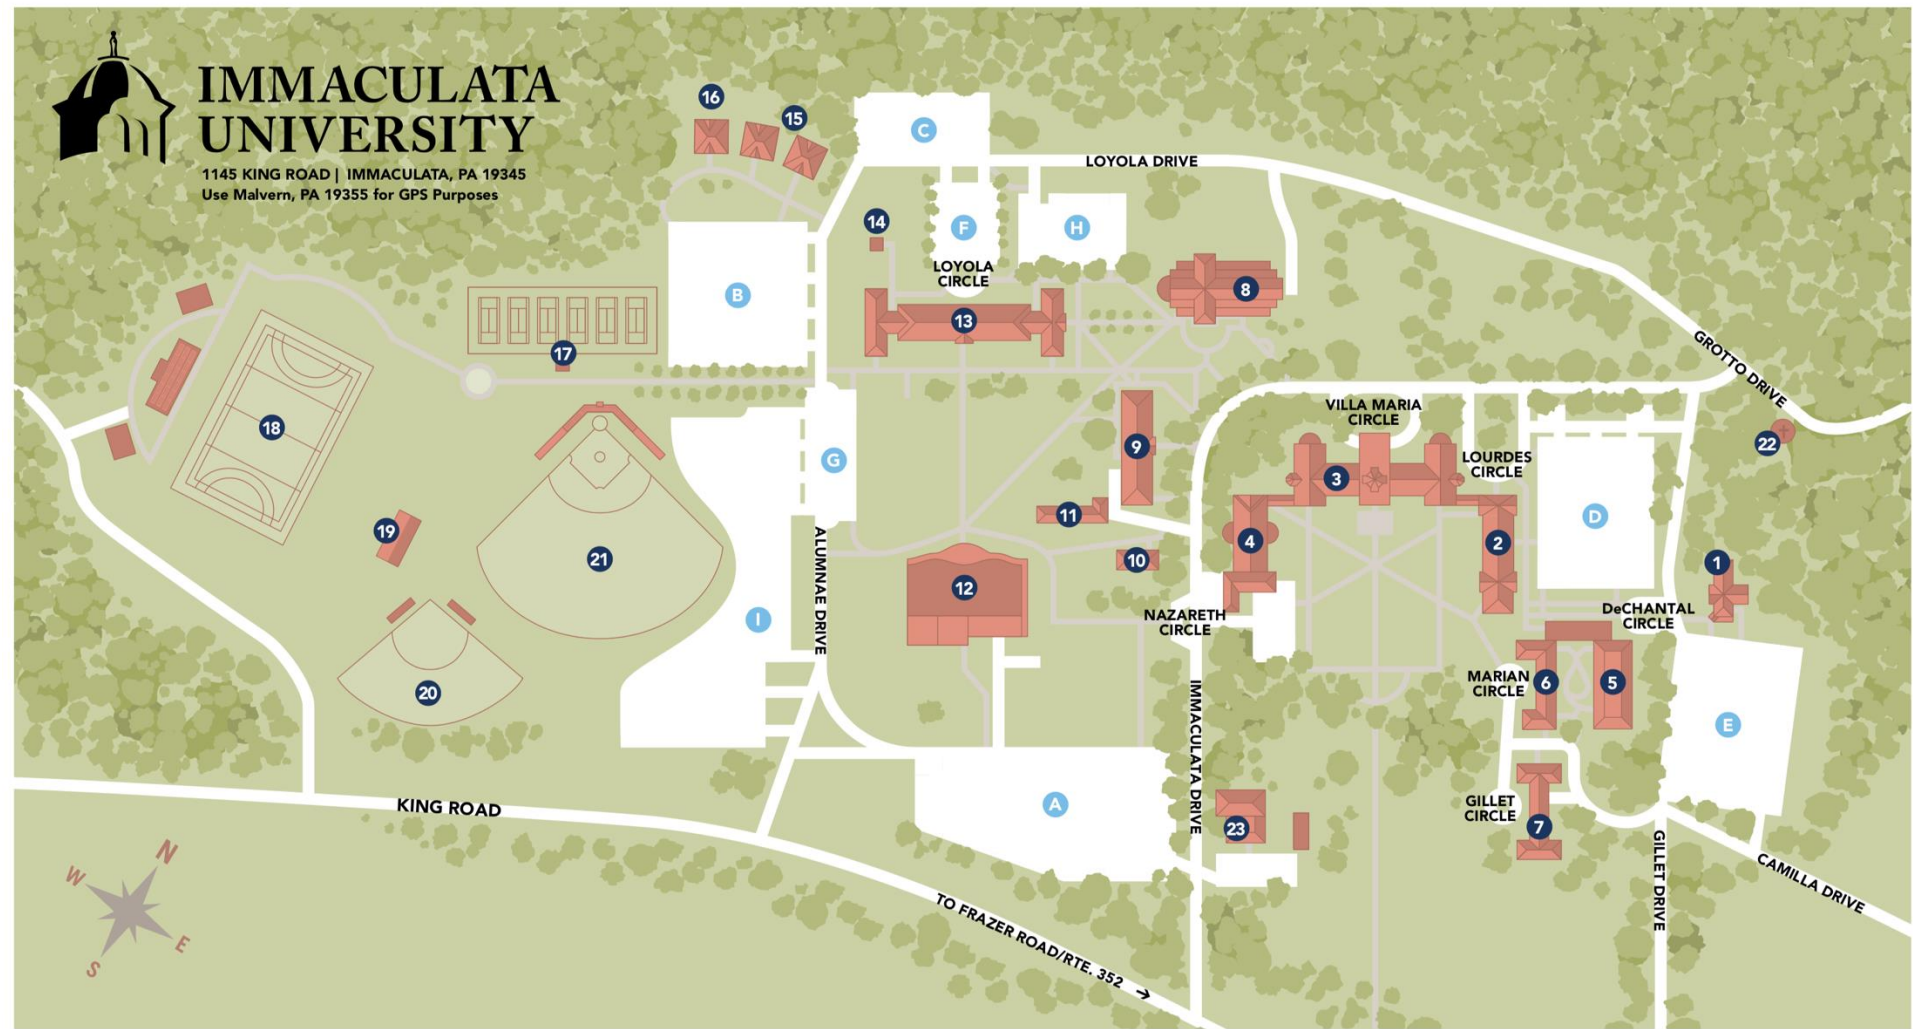 IMMACULATA
UNIVERSITY
1145 KING ROAD | IMMACULATA, PA 19345
Use Malvern, PA 19355 for GPS Purposes
16
15
C
LOYOLA DRIVE
14
F
H
LOYOLA
CIRCLE
B
8
13
17
GROTTO DRIVE
VILLA MARIA
CIRCLE
18
9
22
G
LOURDES
CIRCLE
3
11
D
19
4
2
21
10
1
ALUMNAE DRIVE
12
DeCHANTAL
CIRCLE
NAZARETH
CIRCLE
I
MARIAN
CIRCLE
6
5
20
IMMACULATA DRIVE
E
KING ROAD
A
GILLET
CIRCLE
23
7
GILLET DRIVE
CAMILLA DRIVE
N
W
E
S
TO FRAZER ROAD/RTE. 352 →